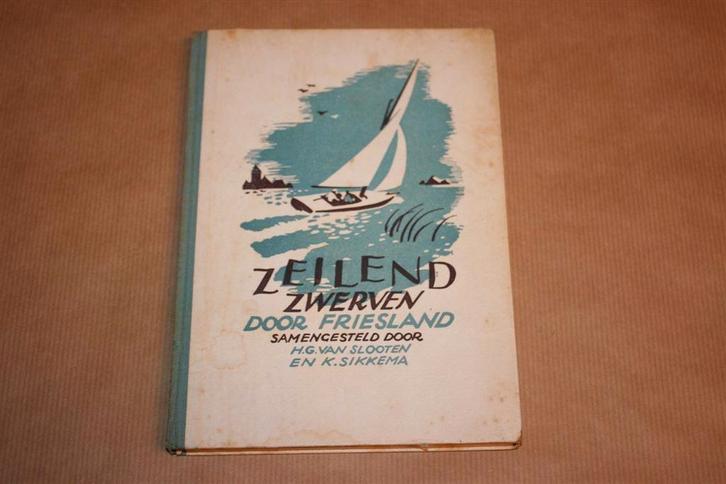 ZEILEND
ZWERVEN
DOOR FRIESLAND
SAMENGESTELD DOOR
H.G. VAN SLOOTEN
EN K. SIKKEMA